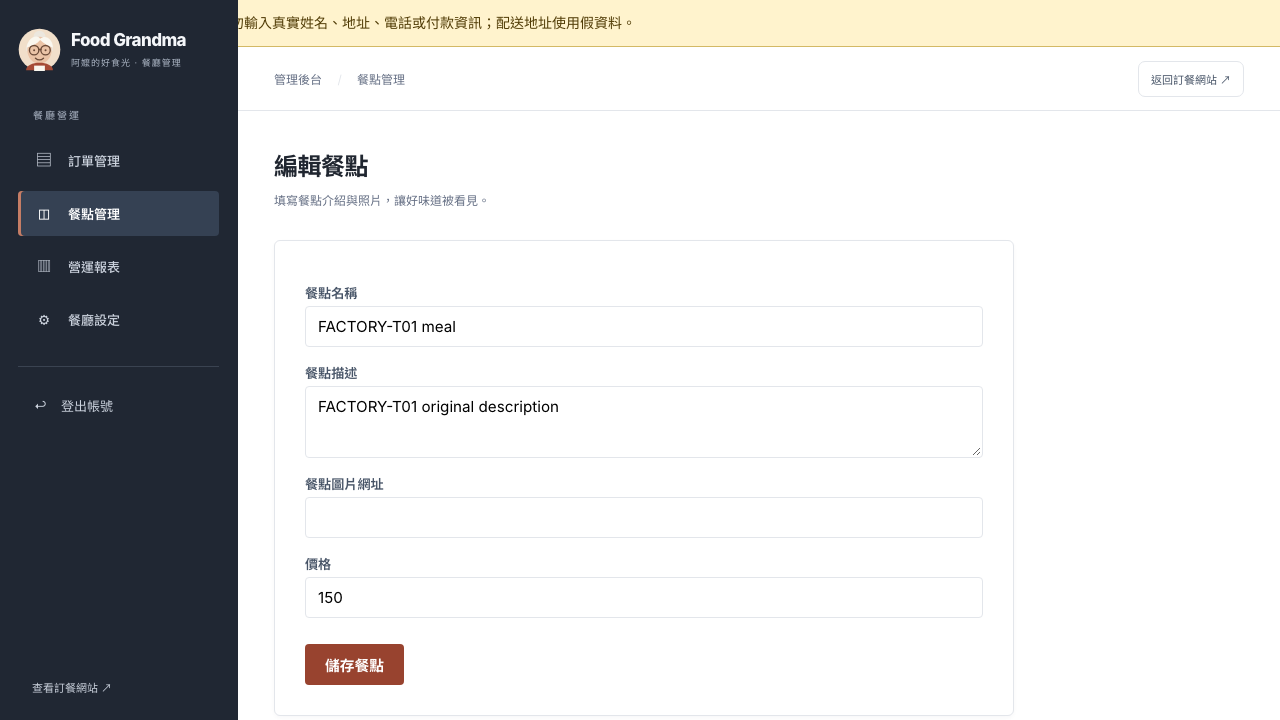 Food Grandma
阿嬤的好食光 · 餐廳管理
餐廳營運
訂單管理
餐點管理
營運報表
餐廳設定
登出帳號
查看訂餐網站 ↗
輸入真實姓名、地址、電話或付款資訊；配送地址使用假資料。
管理後台 / 餐點管理
返回訂餐網站 ↗
編輯餐點
填寫餐點介紹與照片，讓好味道被看見。
餐點名稱
FACTORY-T01 meal
餐點描述
FACTORY-T01 original description
餐點圖片網址
價格
150
儲存餐點